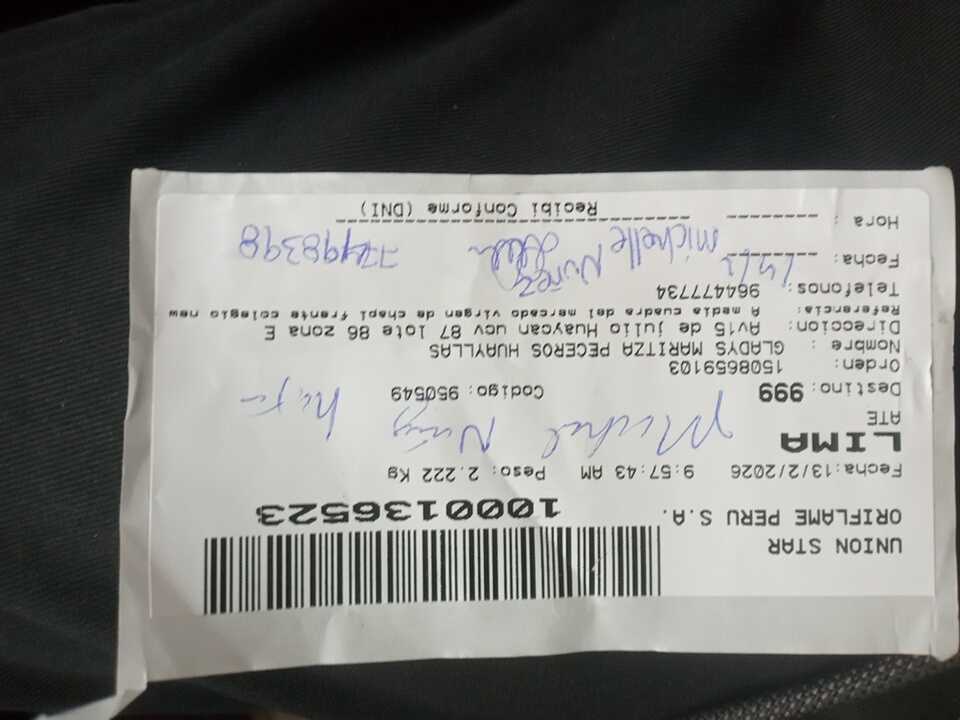 UNION STAR
ORIFLAME PERU S.A.
1000136523
Fecha:13/2/2026 9:57:43 AM Peso: 2.222 Kg
LIMA
ATE
Michel
Destino: 999 Codigo: 950549
Orden: 1508659103
Nombre : GLADYS MARITZA PECEROS HUAYLLAS
Direccion : Av15 de julio Huaycan ucv 87 lote 86 zona E
Referencia: A media cuadra del mercado virgen de chapi frente colegio new
Telefonos: 964477734
Fecha:
Michelle Nuñez
Hora :
Recibi Conforme (DNI)